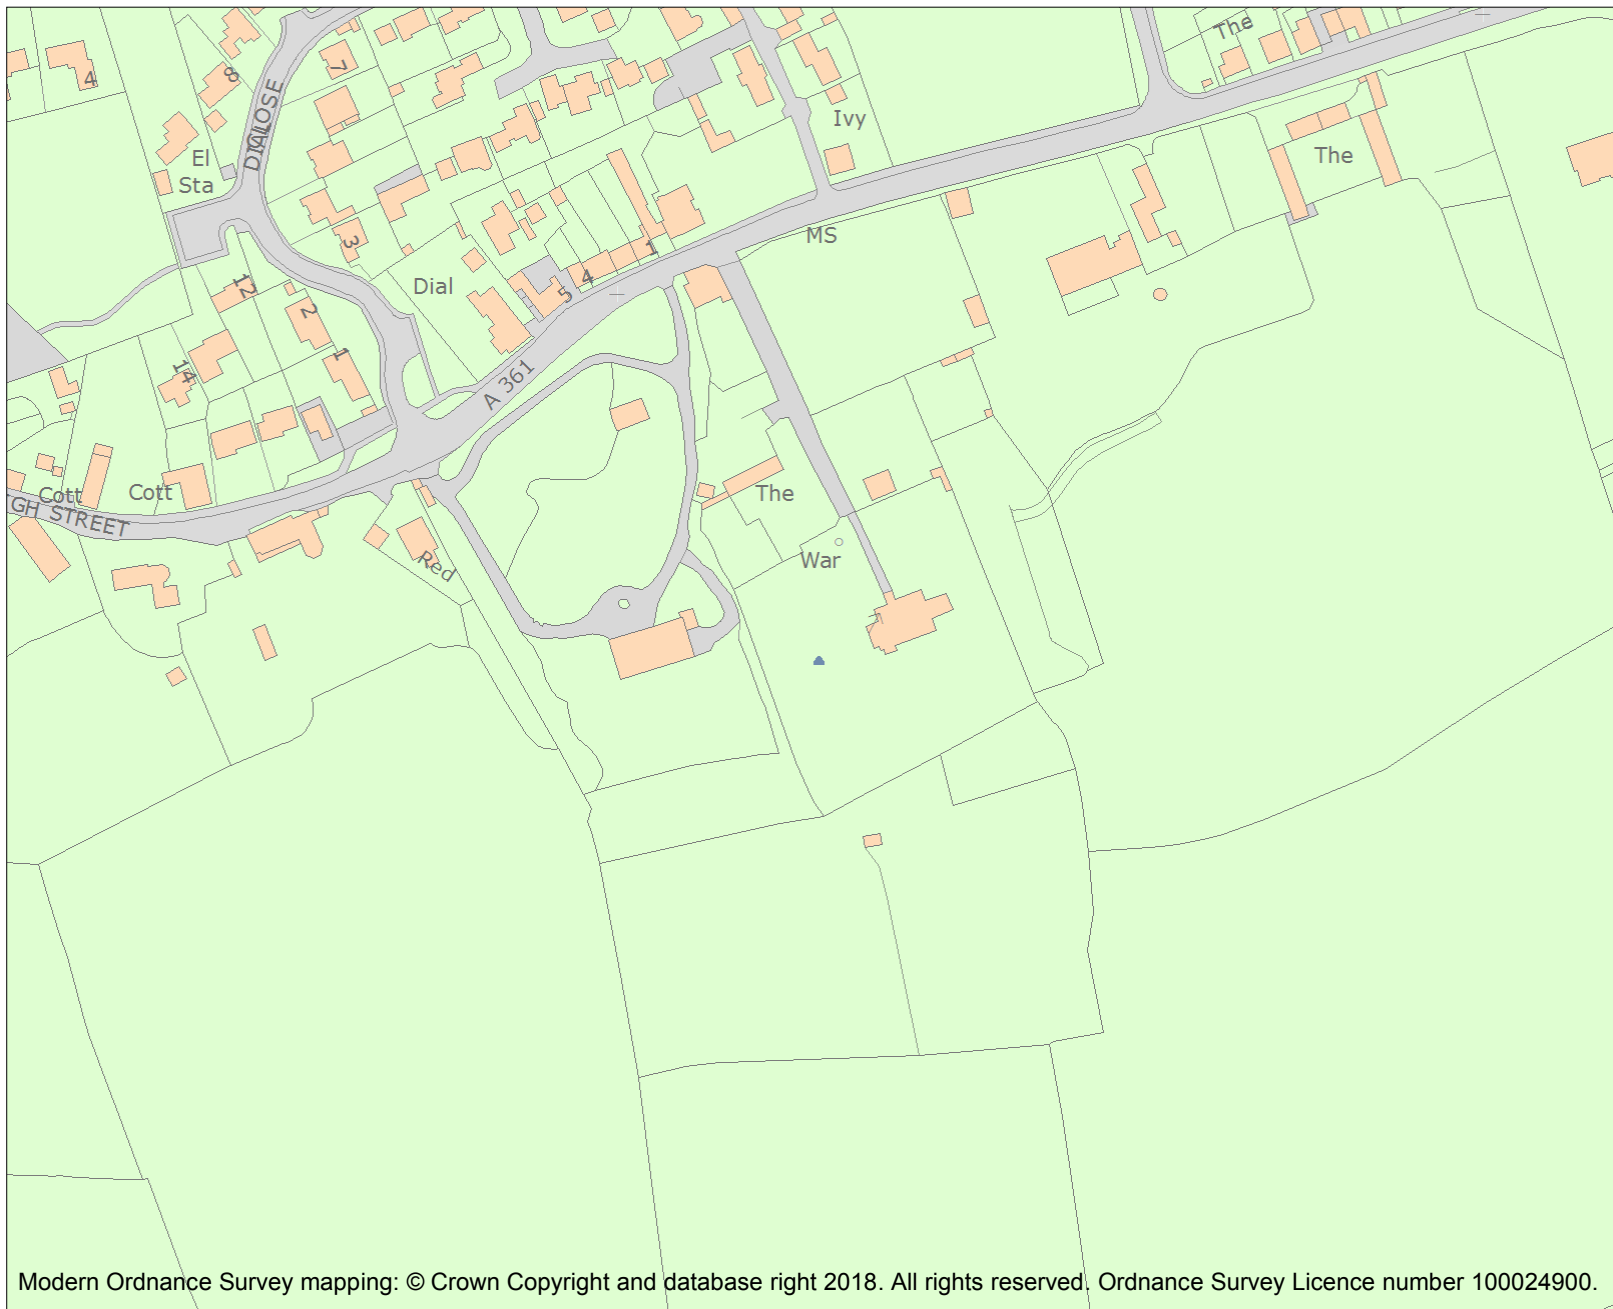 The
4
8
7
DIAL CLOSE
Ivy
El
Sta
The
3
MS
1
12
Dial
4
5
2
1
14
A 361
Cott
Cott
The
GH STREET
War
Red
Modern Ordnance Survey mapping: © Crown Copyright and database right 2018. All rights reserved. Ordnance Survey Licence number 100024900.